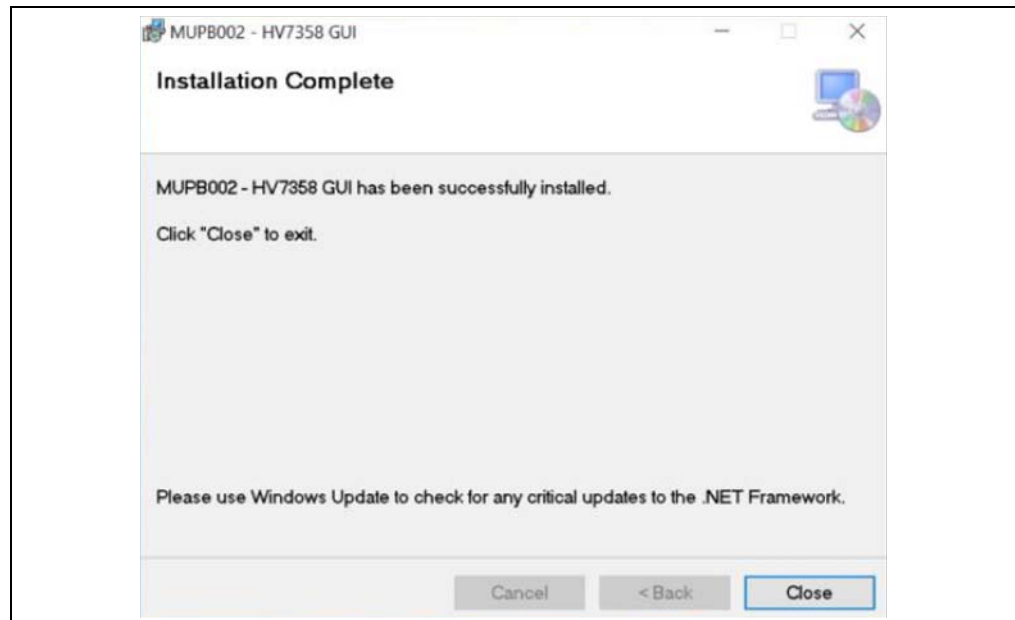 MUPB002 - HV7358 GUI
Installation Complete
MUPB002 - HV7358 GUI has been successfully installed.
Click "Close" to exit.
Please use Windows Update to check for any critical updates to the .NET Framework.
Cancel < Back Close